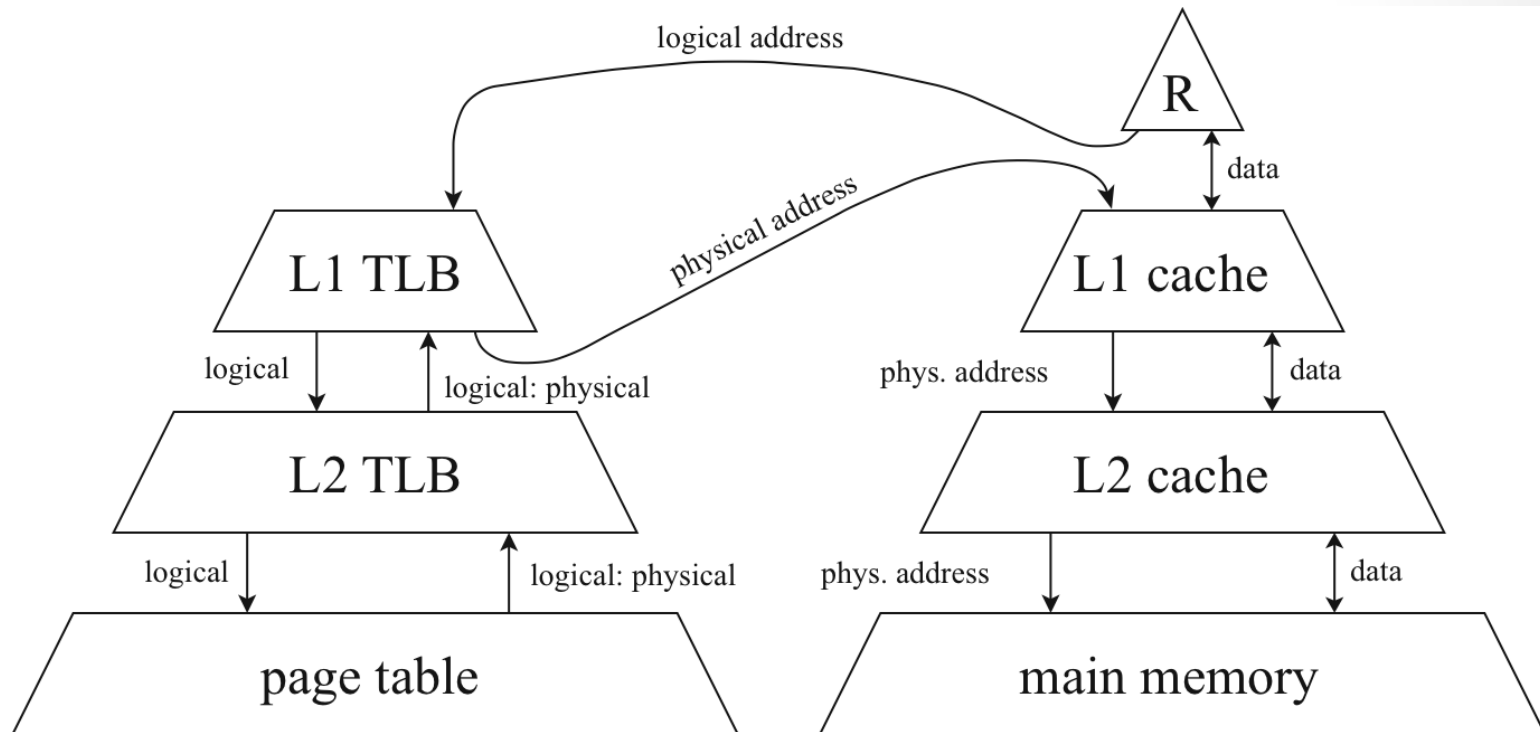 logical address
R
data
physical address
L1 TLB
L1 cache
logical
logical: physical
phys. address
data
L2 TLB
L2 cache
logical
logical: physical
phys. address
data
page table
main memory